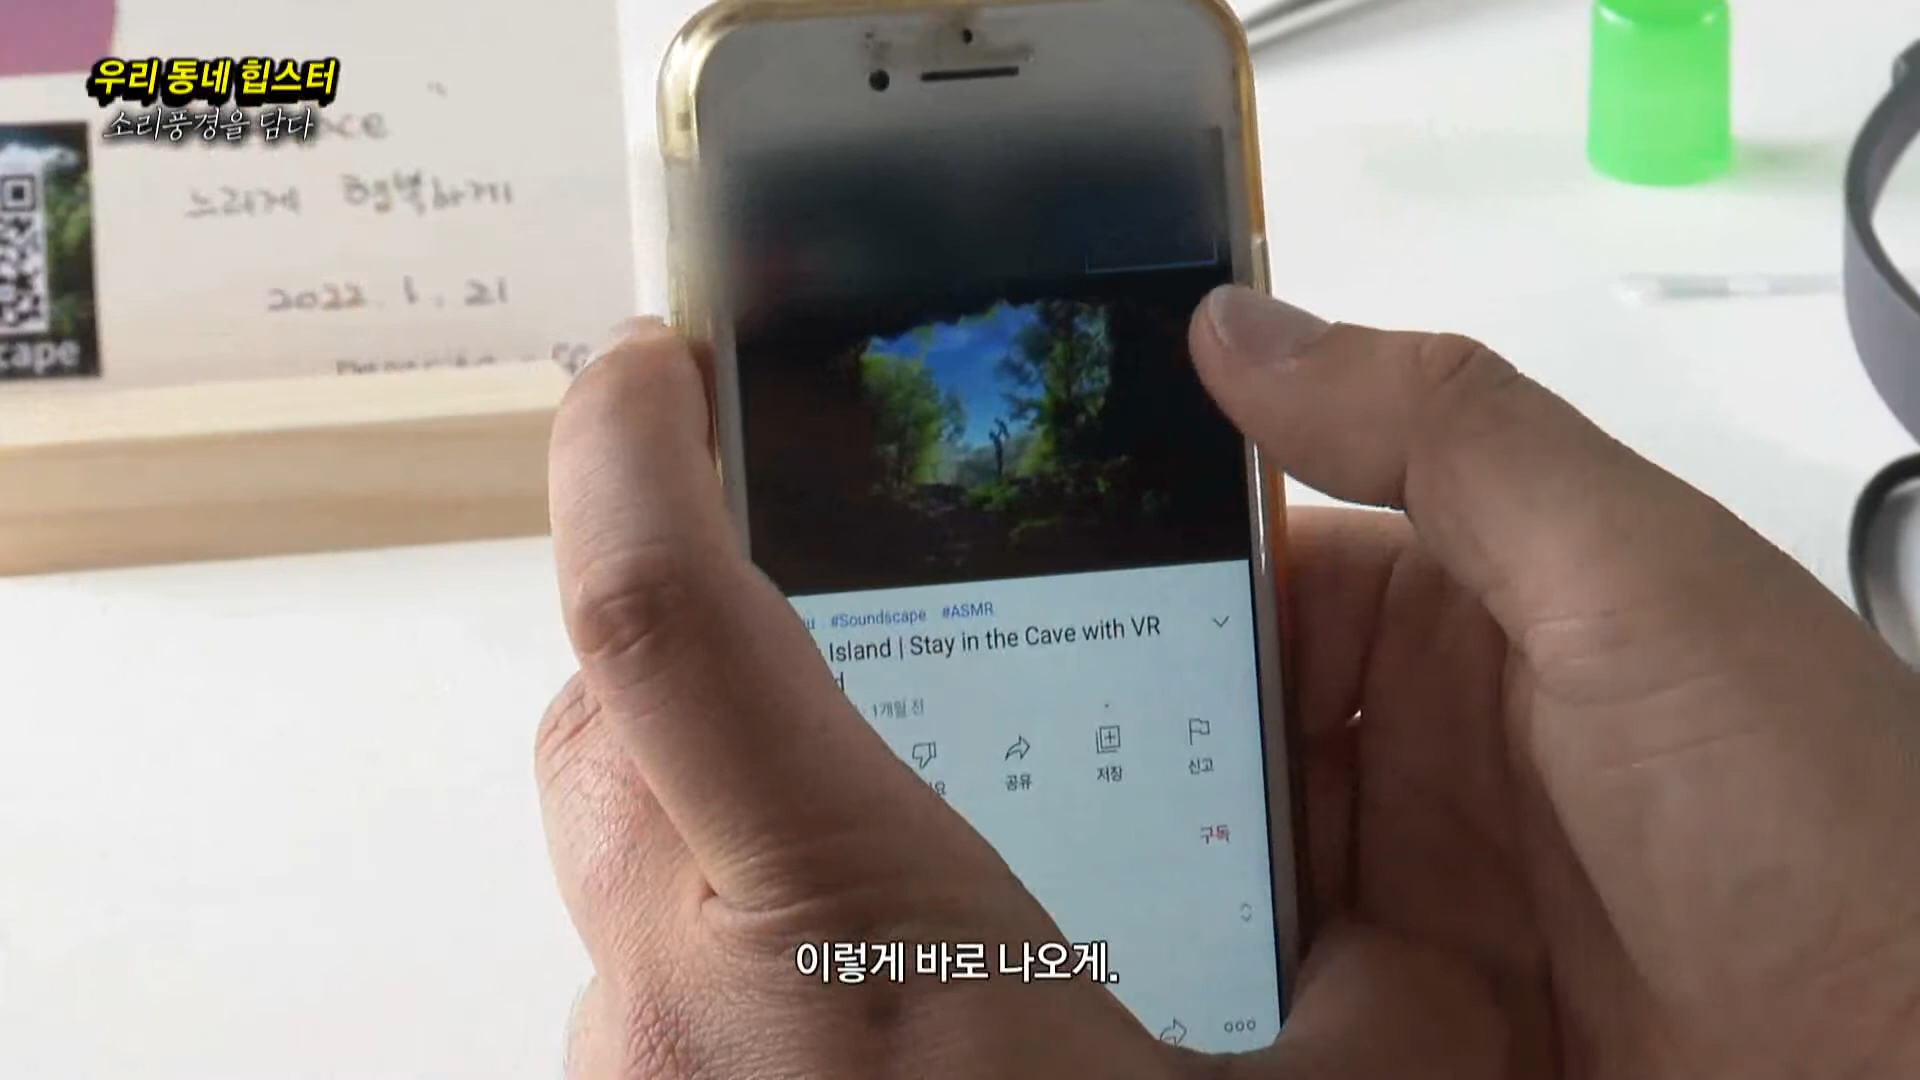 우리 동네 힙스터
소리풍경을 담다
느리게 행복하게
2022. 1. 21
cape
#Soundscape #ASMR
Island | Stay in the Cave with VR
1개월 전
공유 저장 신고
구독
이렇게 바로 나오게.